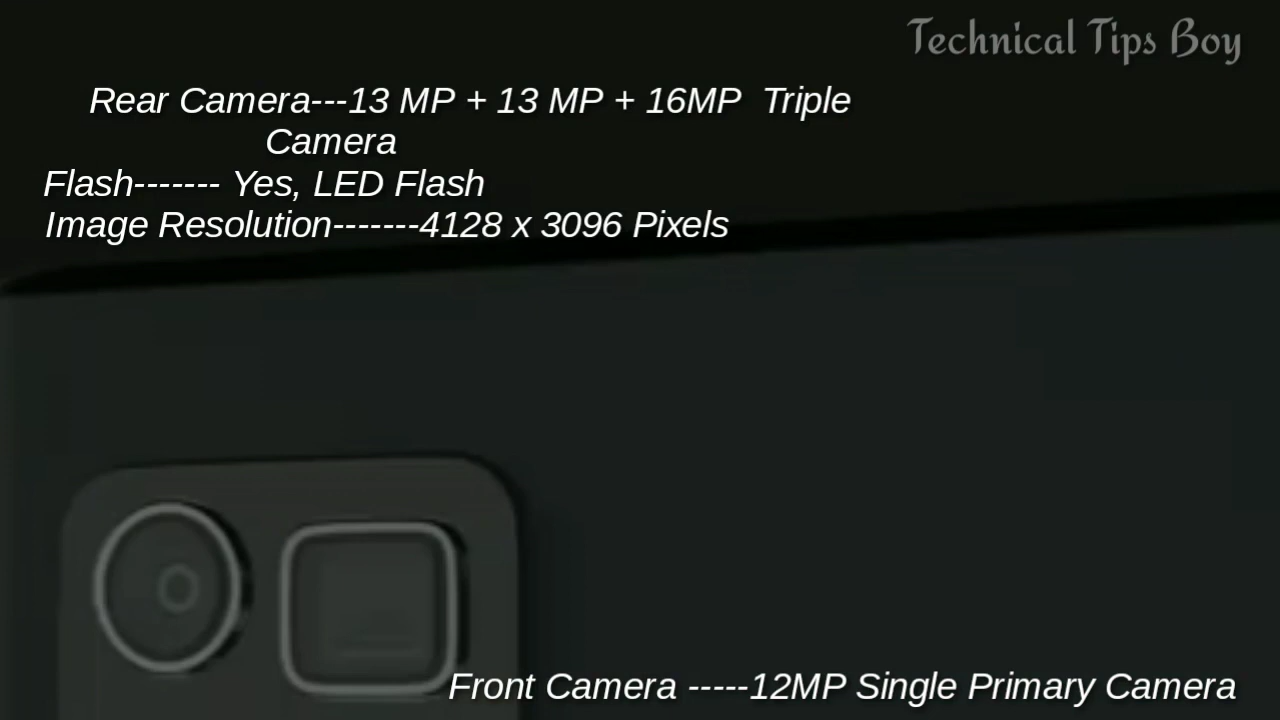 Technical Tips Boy
Rear Camera---13 MP + 13 MP + 16MP  Triple
Camera
Flash------- Yes, LED Flash
Image Resolution-------4128 x 3096 Pixels
Front Camera -----12MP Single Primary Camera